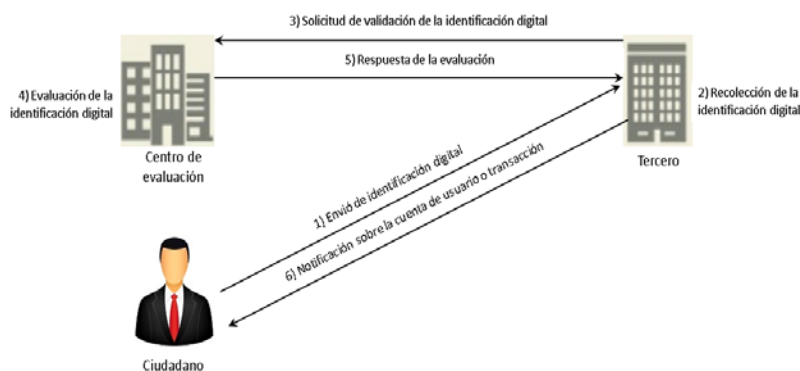 3) Solicitud de validación de la identificación digital
5) Respuesta de la evaluación
4) Evaluación de la
identificación digital
2) Recolección de la
identificación digital
Centro de
evaluación
Tercero
1) Envió de identificación digital
6) Notificación sobre la cuenta de usuario o transacción
Ciudadano